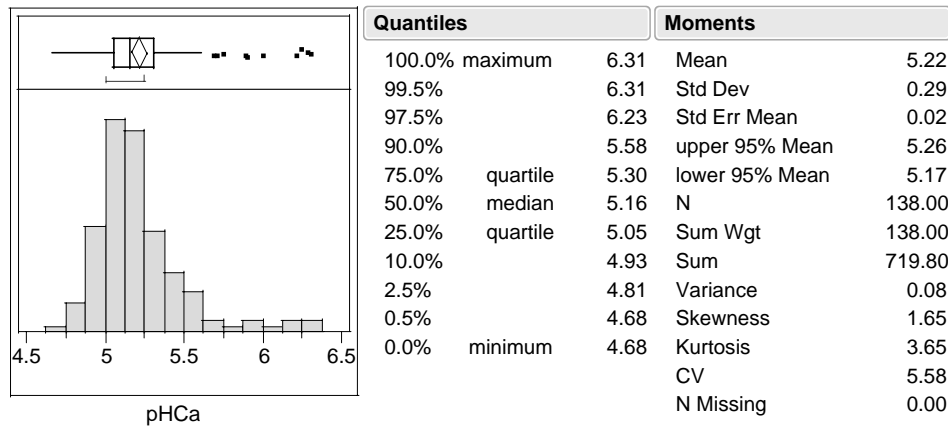 4.5 5 5.5 6 6.5
pHCa
Quantiles
100.0% maximum 6.31
99.5% 6.31
97.5% 6.23
90.0% 5.58
75.0% quartile 5.30
50.0% median 5.16
25.0% quartile 5.05
10.0% 4.93
2.5% 4.81
0.5% 4.68
0.0% minimum 4.68
Moments
Mean 5.22
Std Dev 0.29
Std Err Mean 0.02
upper 95% Mean 5.26
lower 95% Mean 5.17
N 138.00
Sum Wgt 138.00
Sum 719.80
Variance 0.08
Skewness 1.65
Kurtosis 3.65
CV 5.58
N Missing 0.00